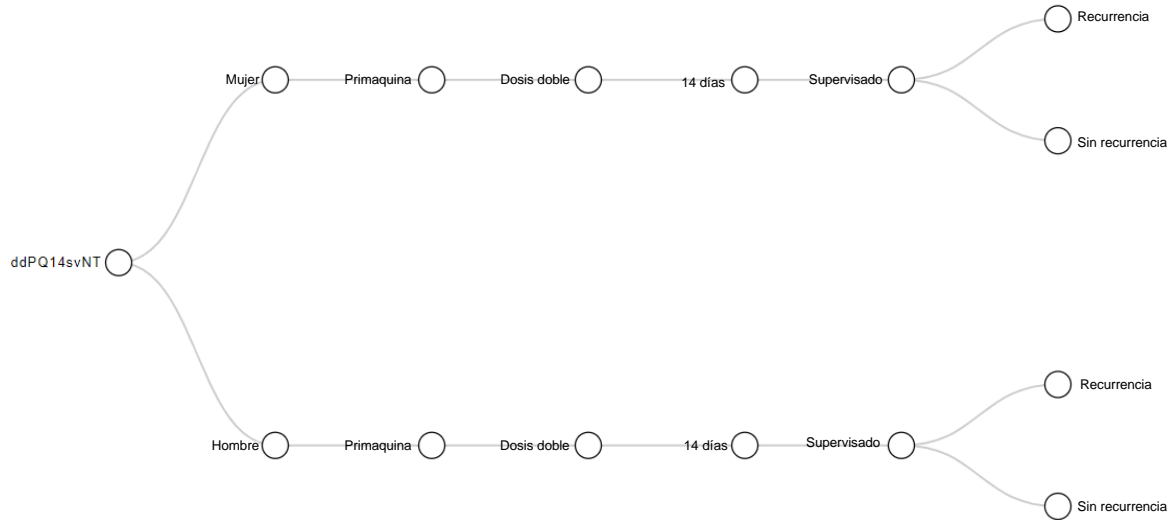 Recurrencia
Mujer
Primaquina
Dosis doble
14 días
Supervisado
Sin recurrencia
ddPQ14svNT
Recurrencia
Hombre
Primaquina
Dosis doble
14 días
Supervisado
Sin recurrencia